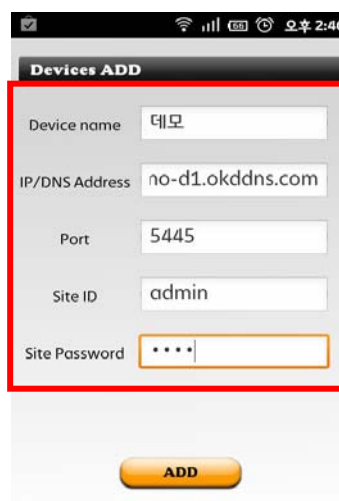 오후 2:46
Devices ADD
Device name 데모
IP/DNS Address no-d1.okddns.com
Port 5445
Site ID admin
Site Password ••••
ADD